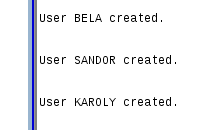 User BELA created.
User SANDOR created.
User KAROLY created.